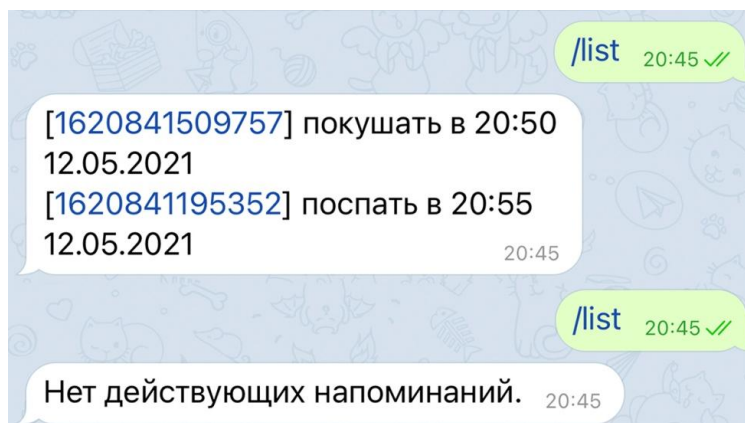 /list 20:45
[1620841509757] покушать в 20:50
12.05.2021
[1620841195352] поспать в 20:55
12.05.2021
20:45
/list 20:45
Нет действующих напоминаний. 20:45